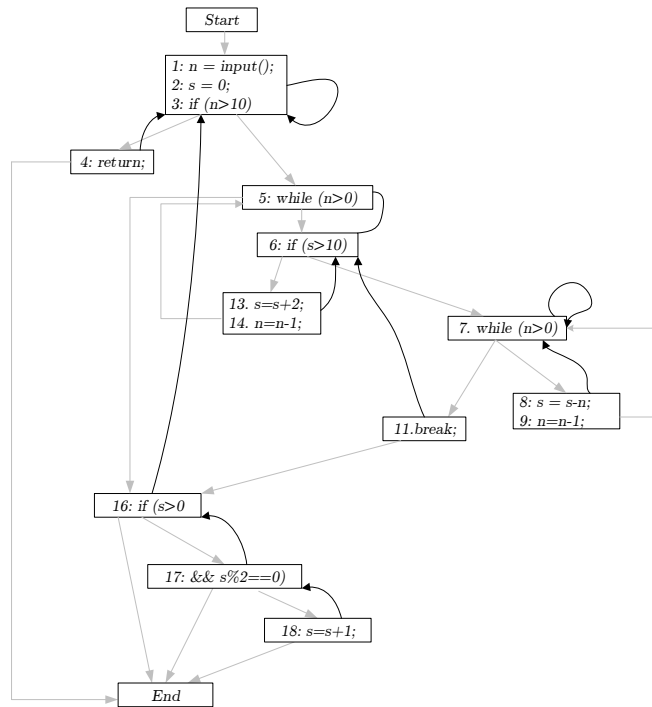 Start
1: n = input();
2: s = 0;
3: if (n>10)
4: return;
5: while (n>0)
6: if (s>10)
13. s=s+2;
14. n=n-1;
7. while (n>0)
8: s = s-n;
9: n=n-1;
11.break;
16: if (s>0
17: && s%2==0)
18: s=s+1;
End